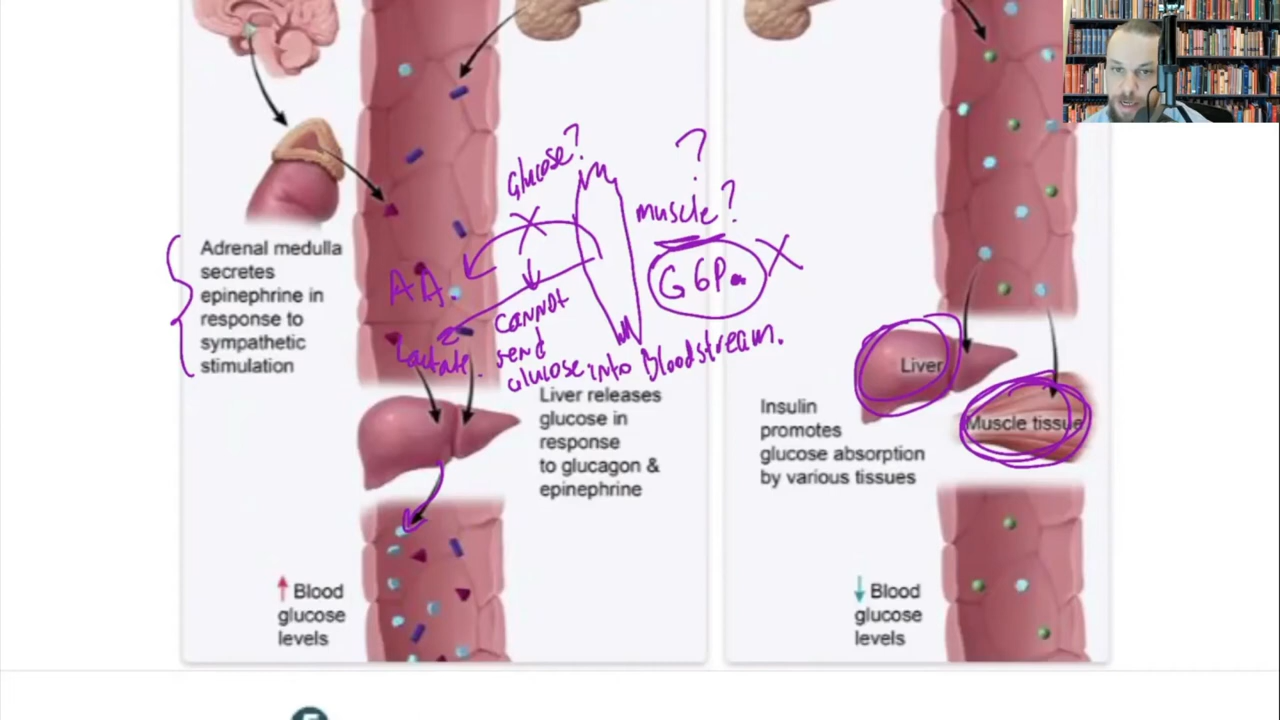 Adrenal medulla
secretes
epinephrine in
response to
sympathetic
stimulation
Glucose?
?
muscle?
G6Pa
X
AA.
Lactate.
cannot
send
Glucose into Bloodstream.
Liver releases
glucose in
response
to glucagon &
epinephrine
↑ Blood
glucose
levels
Liver
Muscle tissue
Insulin
promotes
glucose absorption
by various tissues
↓ Blood
glucose
levels